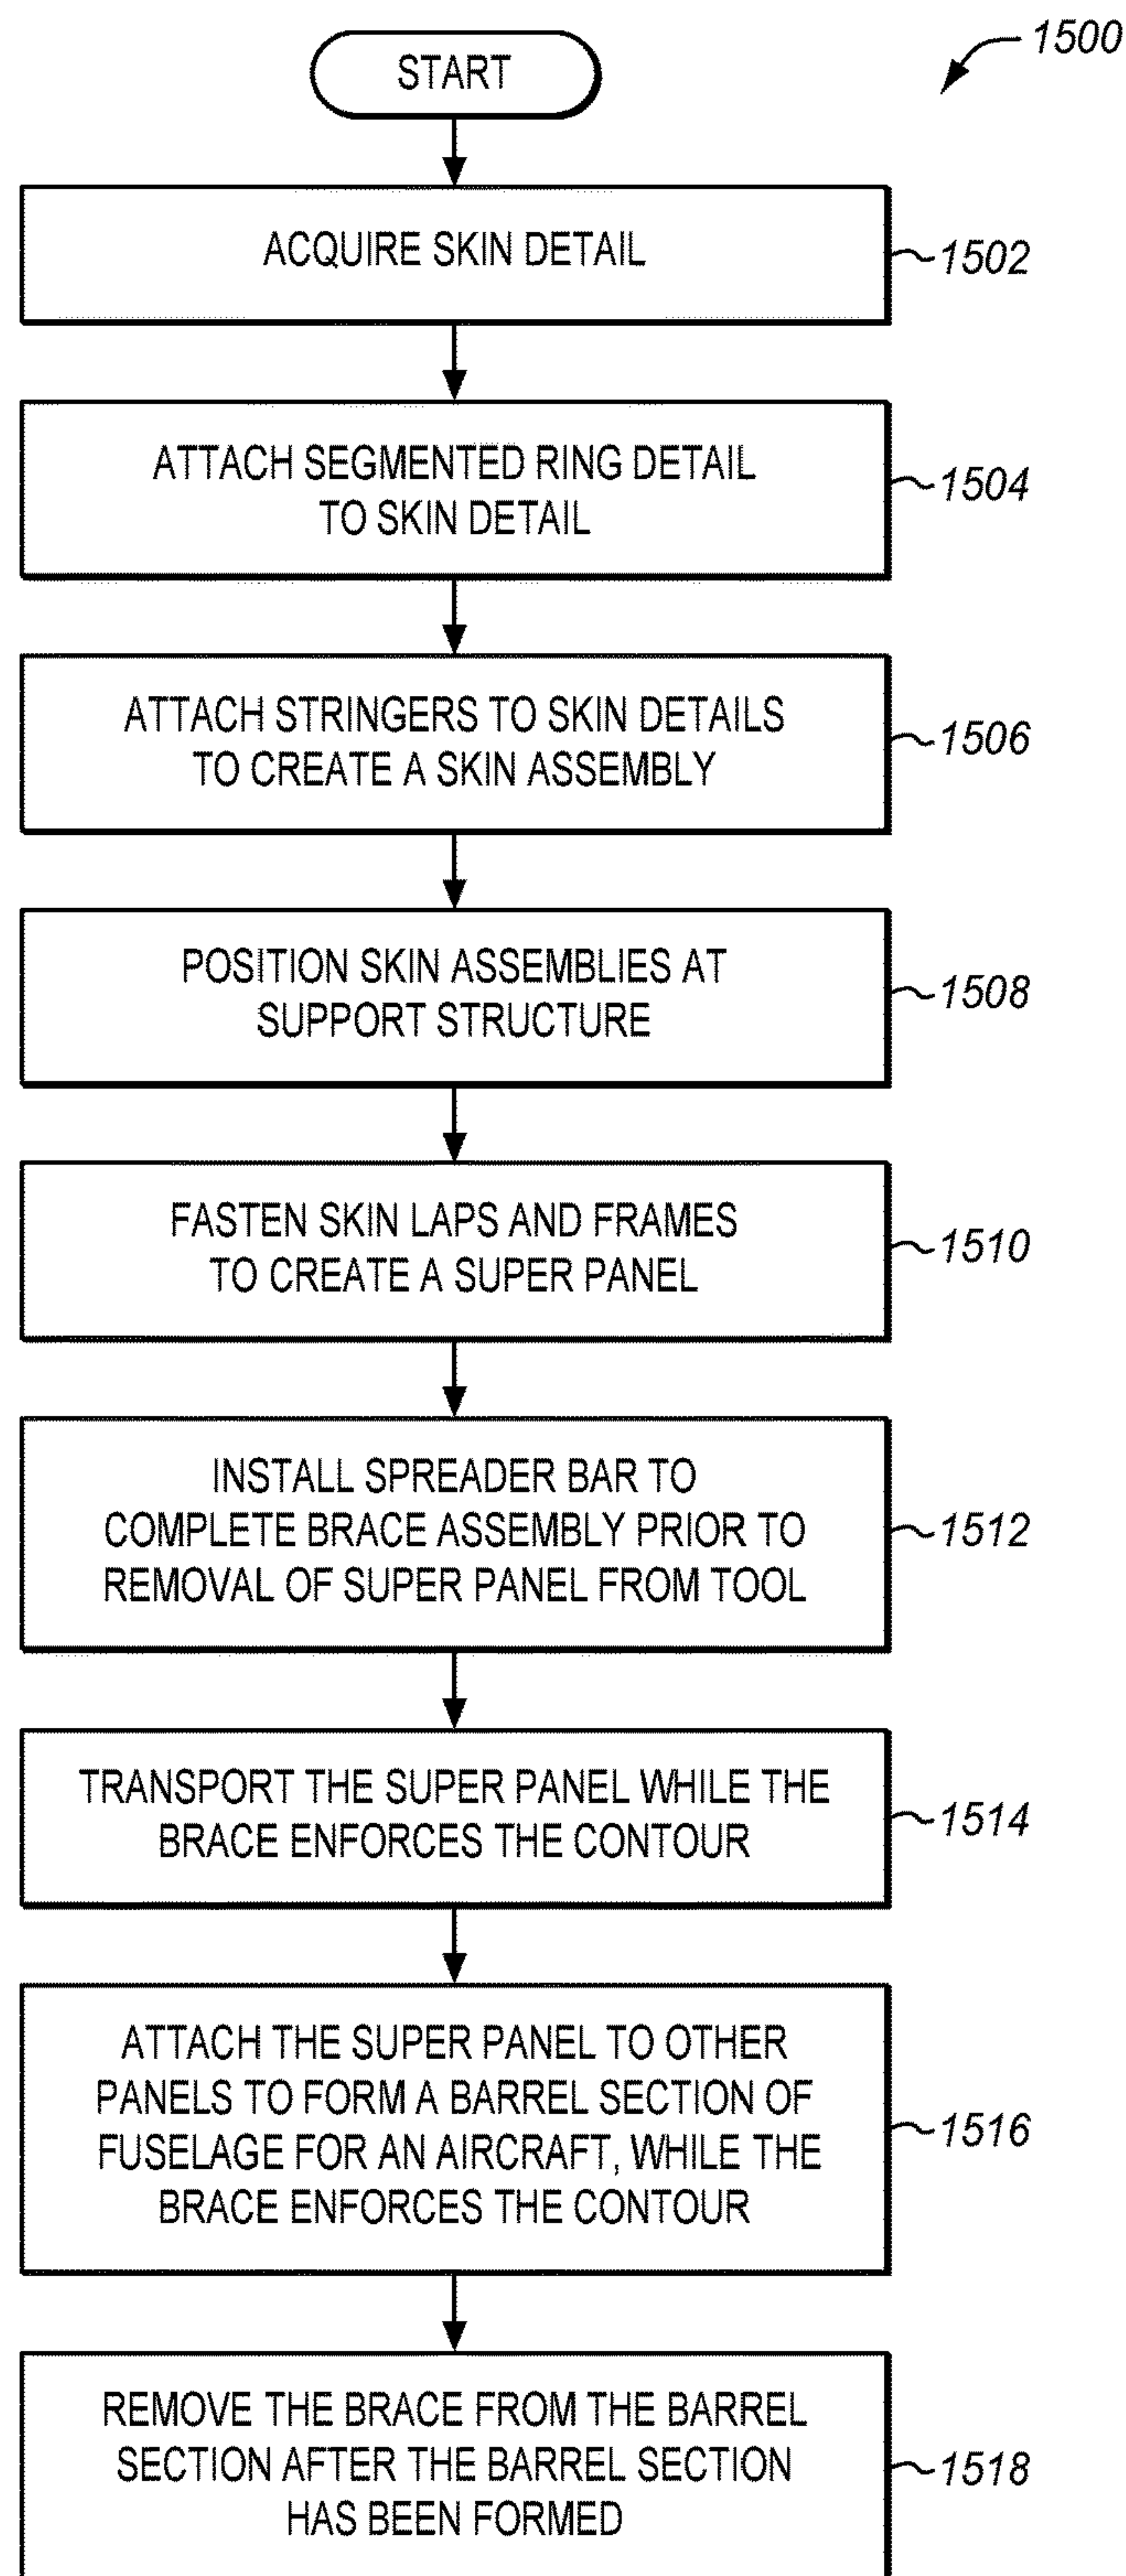 1500
START
ACQUIRE SKIN DETAIL
1502
ATTACH SEGMENTED RING DETAIL
TO SKIN DETAIL
1504
ATTACH STRINGERS TO SKIN DETAILS
TO CREATE A SKIN ASSEMBLY
1506
POSITION SKIN ASSEMBLIES AT
SUPPORT STRUCTURE
1508
FASTEN SKIN LAPS AND FRAMES
TO CREATE A SUPER PANEL
1510
INSTALL SPREADER BAR TO
COMPLETE BRACE ASSEMBLY PRIOR TO
REMOVAL OF SUPER PANEL FROM TOOL
1512
TRANSPORT THE SUPER PANEL WHILE THE
BRACE ENFORCES THE CONTOUR
1514
ATTACH THE SUPER PANEL TO OTHER
PANELS TO FORM A BARREL SECTION OF
FUSELAGE FOR AN AIRCRAFT, WHILE THE
BRACE ENFORCES THE CONTOUR
1516
REMOVE THE BRACE FROM THE BARREL
SECTION AFTER THE BARREL SECTION
HAS BEEN FORMED
1518